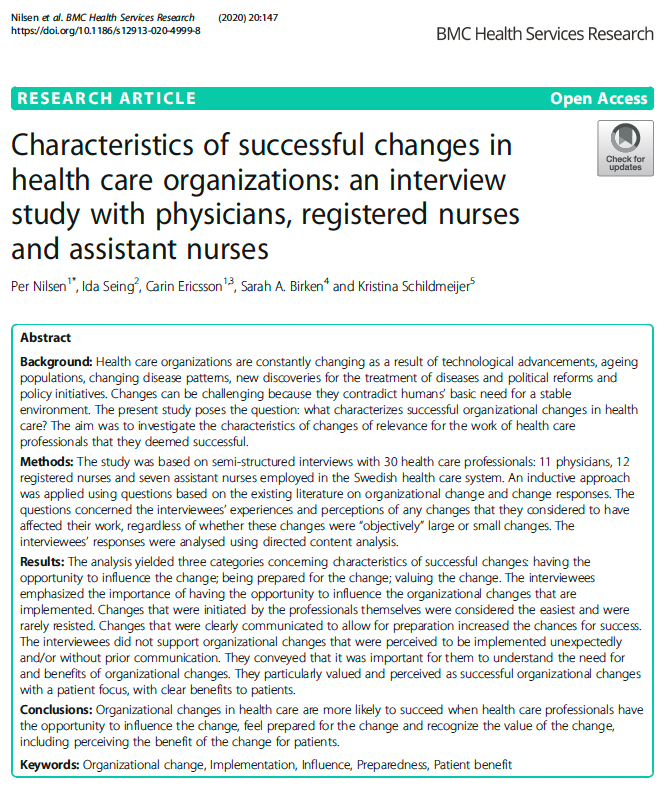 Nilsen et al. BMC Health Services Research (2020) 20:147
https://doi.org/10.1186/s12913-020-4999-8
BMC Health Services Research
RESEARCH ARTICLE
Open Access
Characteristics of successful changes in
health care organizations: an interview
study with physicians, registered nurses
and assistant nurses
Check for
updates
Per Nilsen1*, Ida Seing2, Carin Ericsson1,3, Sarah A. Birken4 and Kristina Schildmeijer5
Abstract
Background: Health care organizations are constantly changing as a result of technological advancements, ageing
populations, changing disease patterns, new discoveries for the treatment of diseases and political reforms and
policy initiatives. Changes can be challenging because they contradict humans' basic need for a stable
environment. The present study poses the question: what characterizes successful organizational changes in health
care? The aim was to investigate the characteristics of changes of relevance for the work of health care
professionals that they deemed successful.
Methods: The study was based on semi-structured interviews with 30 health care professionals: 11 physicians, 12
registered nurses and seven assistant nurses employed in the Swedish health care system. An inductive approach
was applied using questions based on the existing literature on organizational change and change responses. The
questions concerned the interviewees' experiences and perceptions of any changes that they considered to have
affected their work, regardless of whether these changes were “objectively” large or small changes. The
interviewees' responses were analysed using directed content analysis.
Results: The analysis yielded three categories concerning characteristics of successful changes: having the
opportunity to influence the change; being prepared for the change; valuing the change. The interviewees
emphasized the importance of having the opportunity to influence the organizational changes that are
implemented. Changes that were initiated by the professionals themselves were considered the easiest and were
rarely resisted. Changes that were clearly communicated to allow for preparation increased the chances for success.
The interviewees did not support organizational changes that were perceived to be implemented unexpectedly
and/or without prior communication. They conveyed that it was important for them to understand the need for
and benefits of organizational changes. They particularly valued and perceived as successful organizational changes
with a patient focus, with clear benefits to patients.
Conclusions: Organizational changes in health care are more likely to succeed when health care professionals have
the opportunity to influence the change, feel prepared for the change and recognize the value of the change,
including perceiving the benefit of the change for patients.
Keywords: Organizational change, Implementation, Influence, Preparedness, Patient benefit